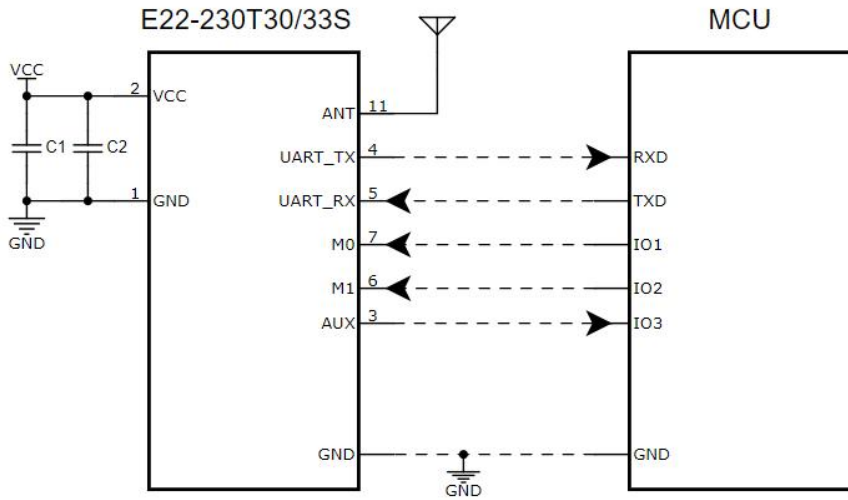 E22-230T30/33S
MCU
VCC
2
VCC
ANT
11
C1
C2
UART_TX
4
RXD
1
GND
UART_RX
5
TXD
GND
M0
7
IO1
M1
6
IO2
AUX
3
IO3
GND
GND
GND